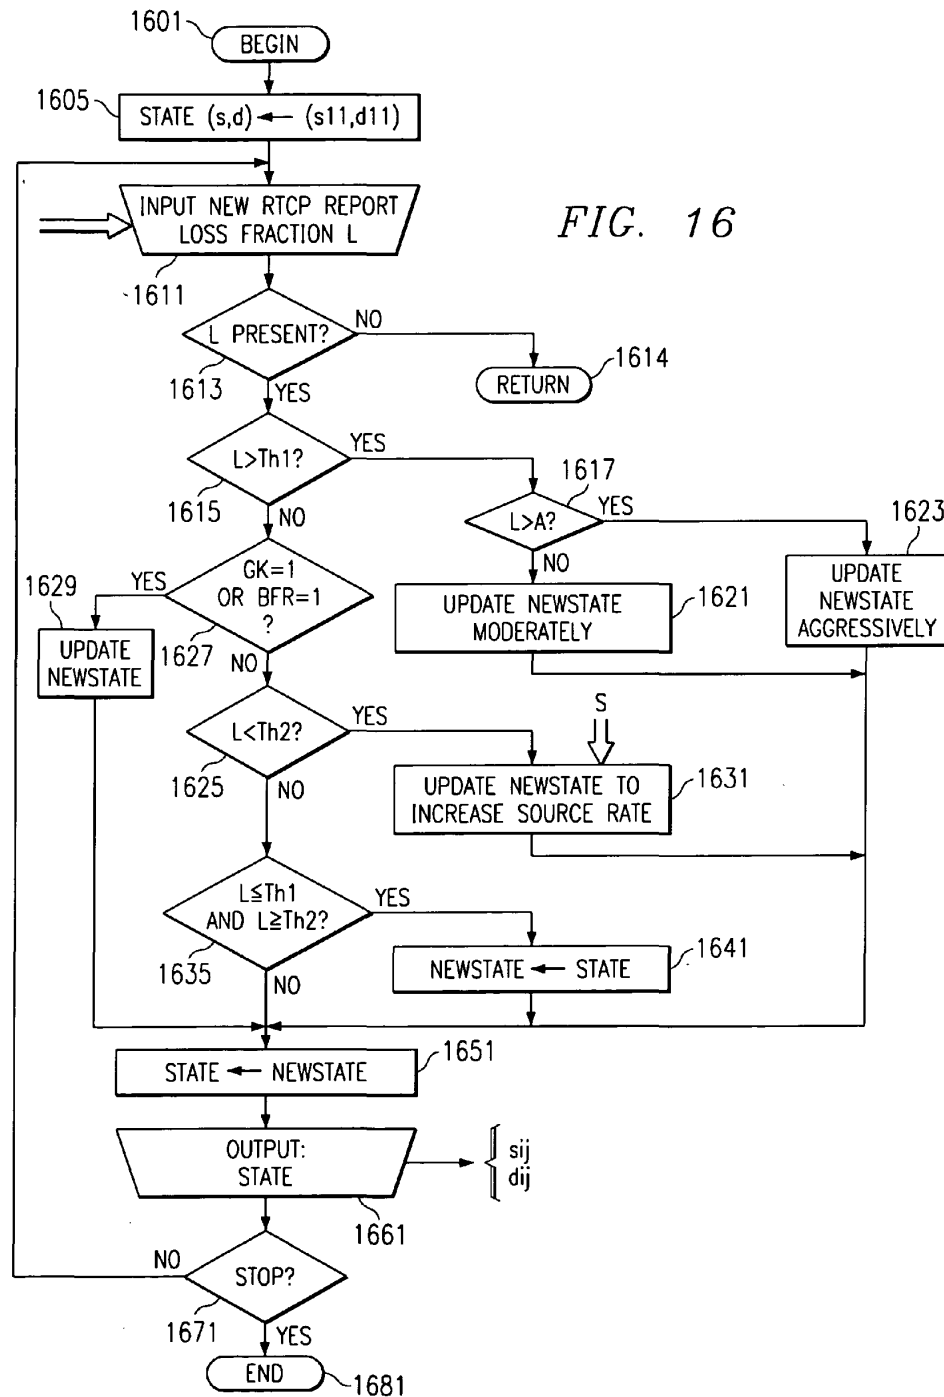 1601
BEGIN
1605
STATE (s,d) ← (s11,d11)
INPUT NEW RTCP REPORT
LOSS FRACTION L
FIG. 16
1611
L PRESENT?
NO
1613
YES
RETURN
1614
L>Th1?
YES
1615
NO
1617
L>A?
YES
NO
1623
UPDATE
NEWSTATE
AGGRESSIVELY
GK=1
OR BFR=1
?
YES
1629
1627
NO
UPDATE
NEWSTATE
UPDATE NEWSTATE
MODERATELY
1621
L<Th2?
YES
1625
NO
S
UPDATE NEWSTATE TO
INCREASE SOURCE RATE
1631
L≦Th1
AND L≧Th2?
YES
1635
NO
NEWSTATE ← STATE
1641
STATE ← NEWSTATE
1651
OUTPUT:
STATE
sij
dij
1661
NO
STOP?
1671
YES
END
1681